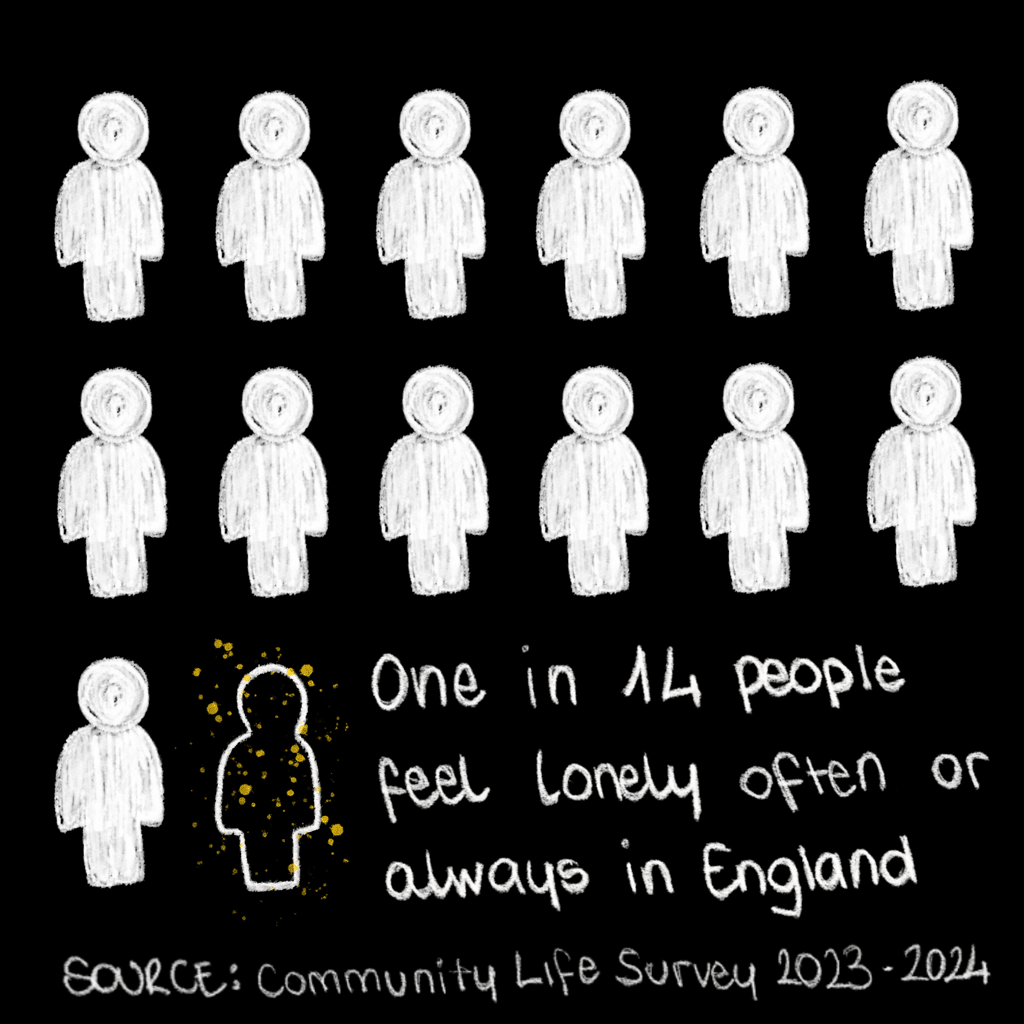 One in 14 people
feel lonely often or
always in England
SOURCE: Community Life Survey 2023-2024